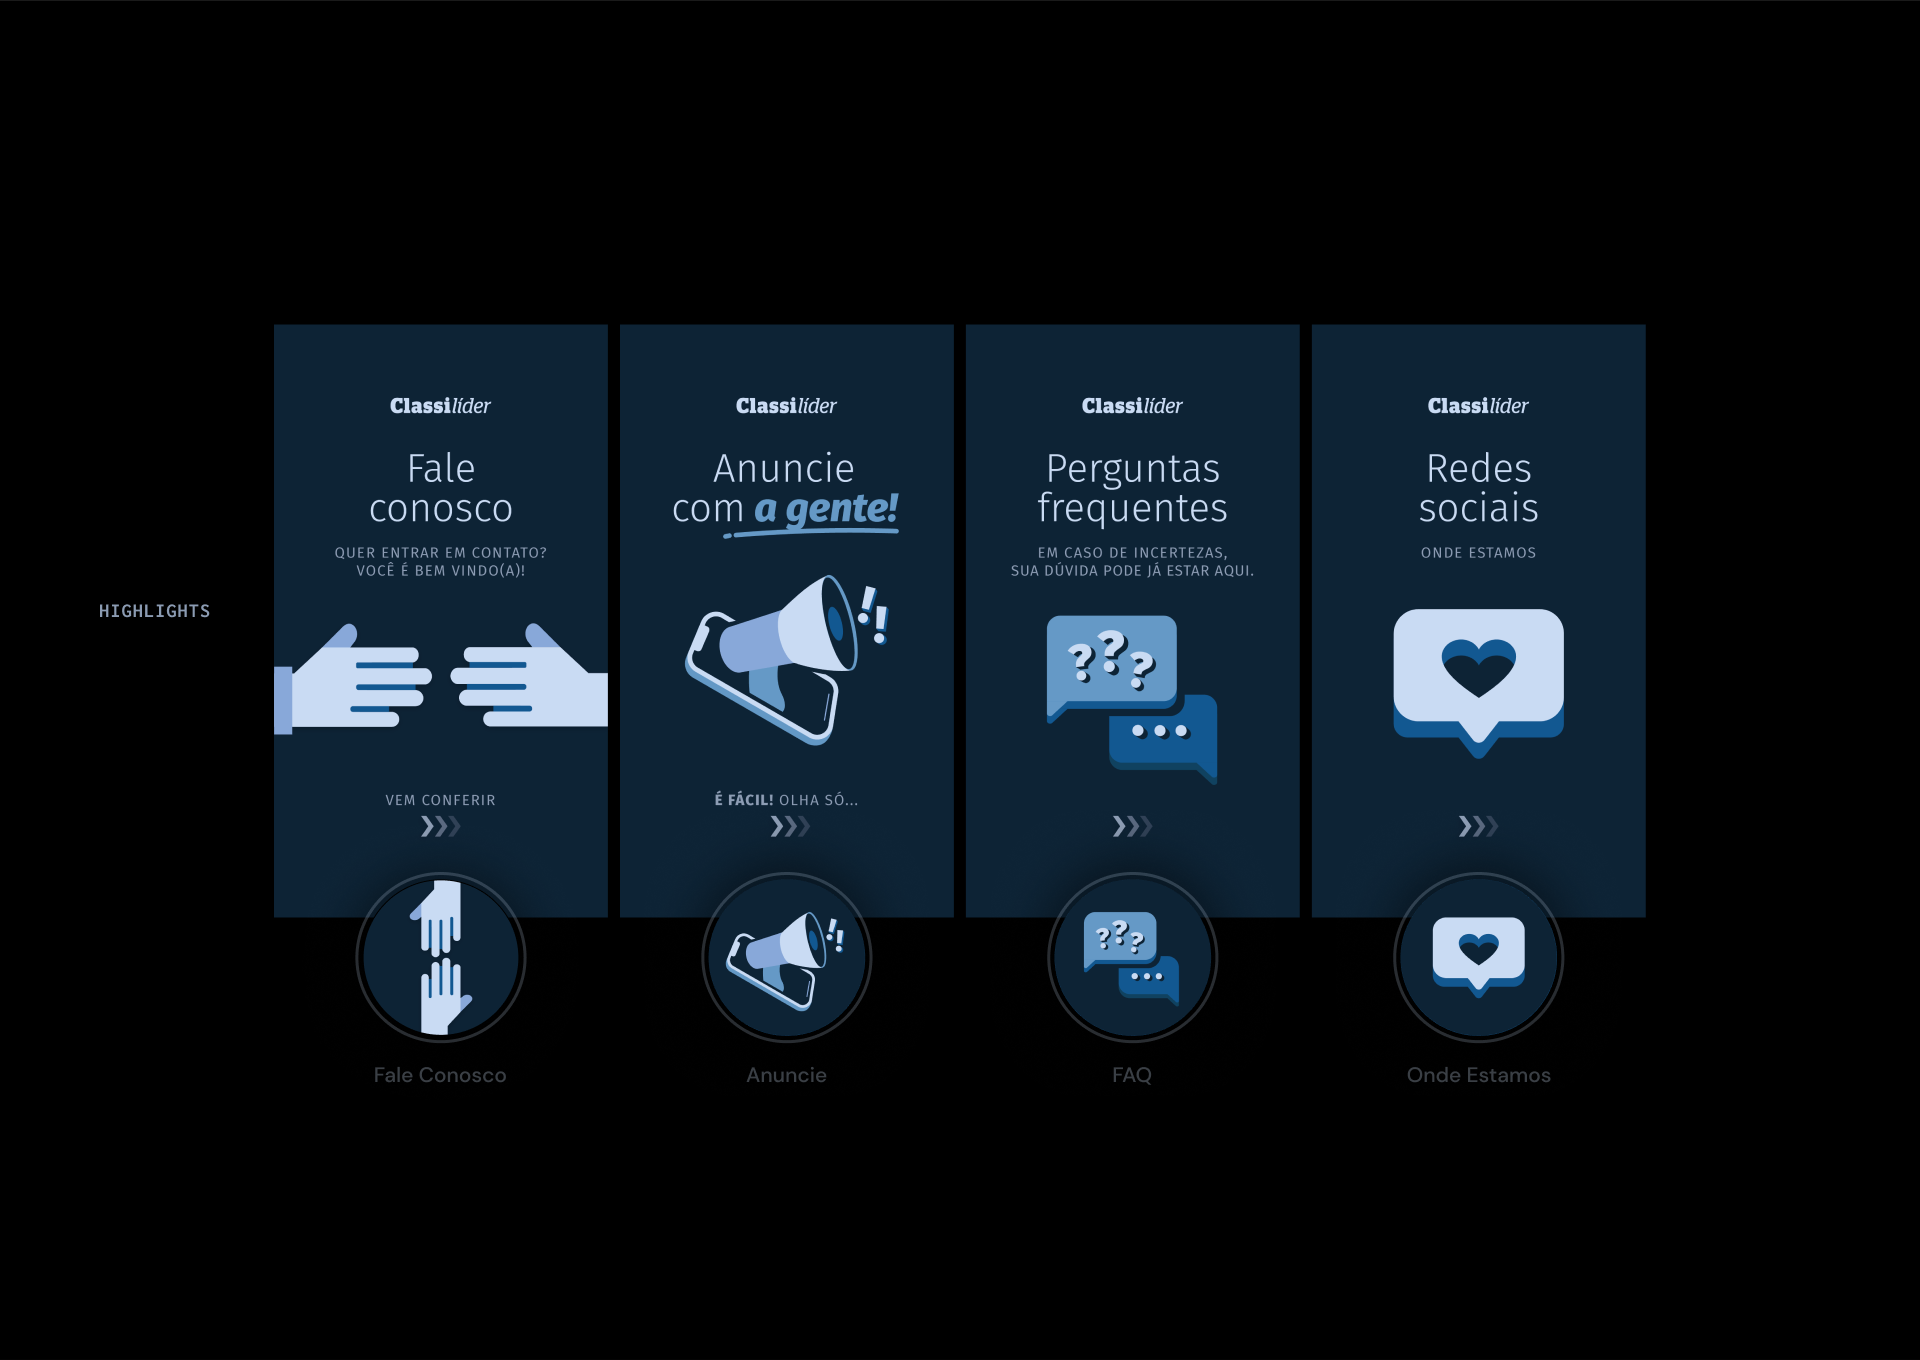 HIGHLIGHTS
Classilíder
Fale
conosco
QUER ENTRAR EM CONTATO?
VOCÊ É BEM VINDO(A)!
VEM CONFERIR
Fale Conosco
Classilíder
Anuncie
com a gente!
!!
É FÁCIL! OLHA SÓ...
!!
Anuncie
Classilíder
Perguntas
frequentes
EM CASO DE INCERTEZAS,
SUA DÚVIDA PODE JÁ ESTAR AQUI.
???
???
FAQ
Classilíder
Redes
sociais
ONDE ESTAMOS
Onde Estamos